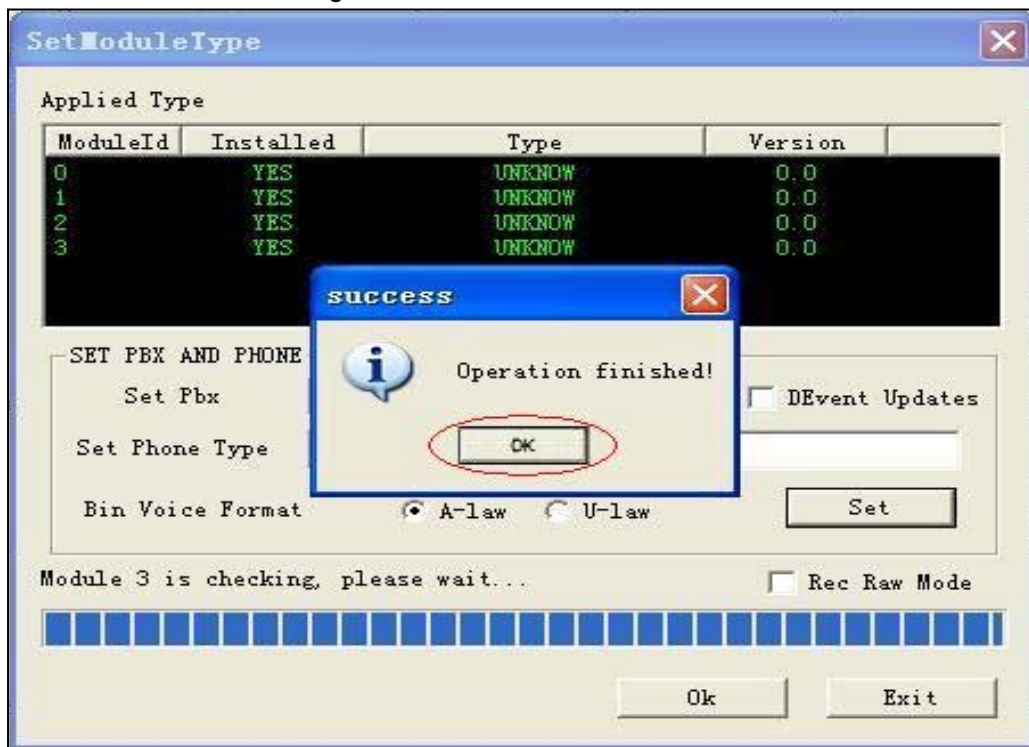 SetModuleType
Applied Type
ModuleId Installed Type Version
0 YES UNKNOW 0.0
1 YES UNKNOW 0.0
2 YES UNKNOW 0.0
3 YES UNKNOW 0.0
success
Operation finished!
OK
SET PBX AND PHONE
Set Pbx DEvent Updates
Set Phone Type
Bin Voice Format A-law U-law Set
Module 3 is checking, please wait... Rec Raw Mode
Ok Exit